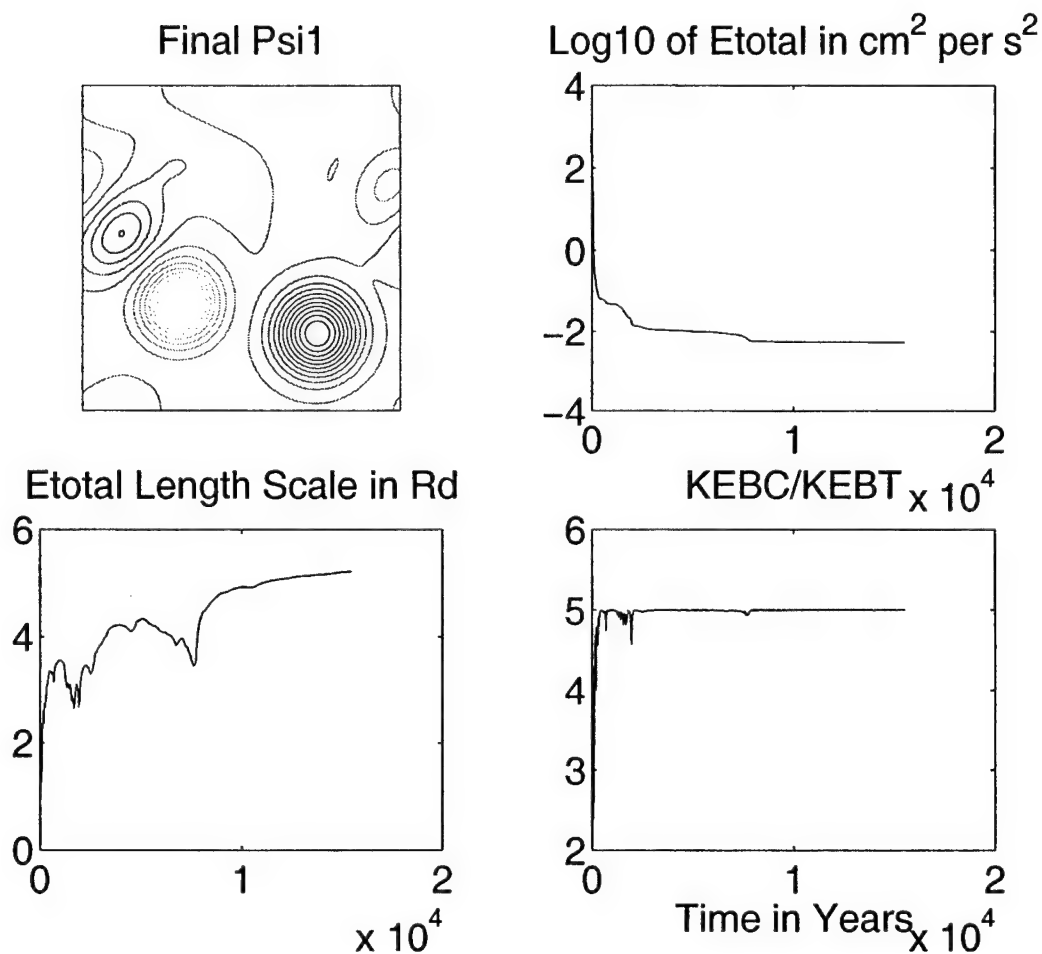 Final Psi1
Log10 of Etotal in cm² per s²
4
2
0
−2
−4
0
1
2
x 10⁴
Etotal Length Scale in Rd
6
4
2
0
0
1
2
x 10⁴
KEBC/KEBT
6
5
4
3
2
0
1
2
Time in Years
x 10⁴